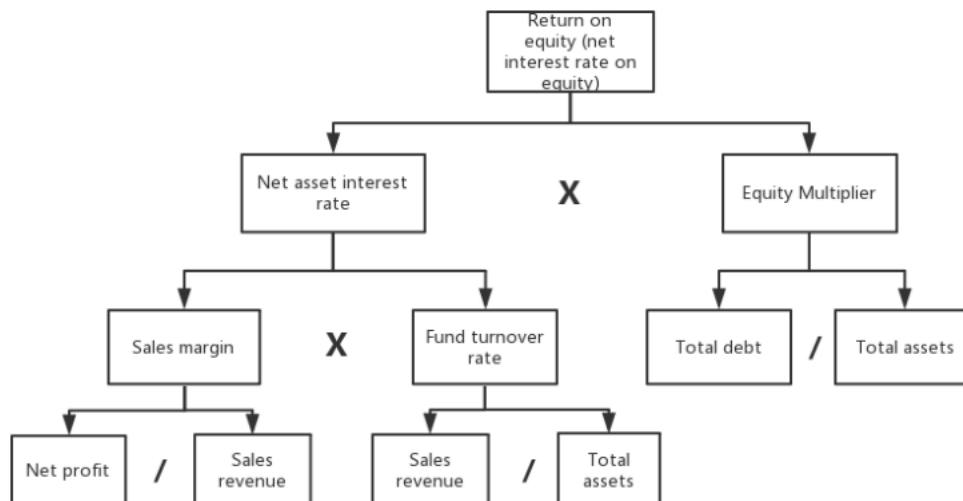 Return on
equity (net
interest rate on
equity)
Net asset interest
rate
X
Equity Multiplier
Sales margin
X
Fund turnover
rate
Total debt
/
Total assets
Net profit
/
Sales
revenue
Sales
revenue
/
Total
assets